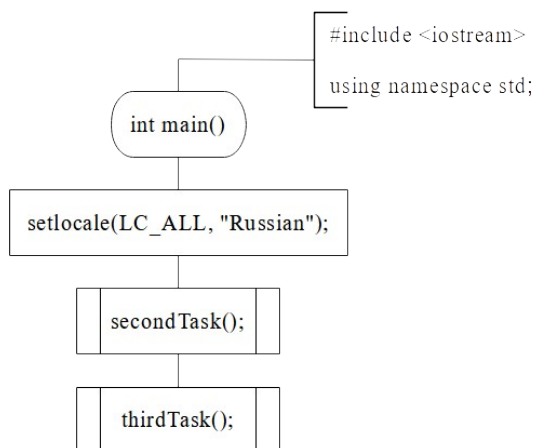 #include <iostream>
using namespace std;
int main()
setlocale(LC_ALL, "Russian");
secondTask();
thirdTask();